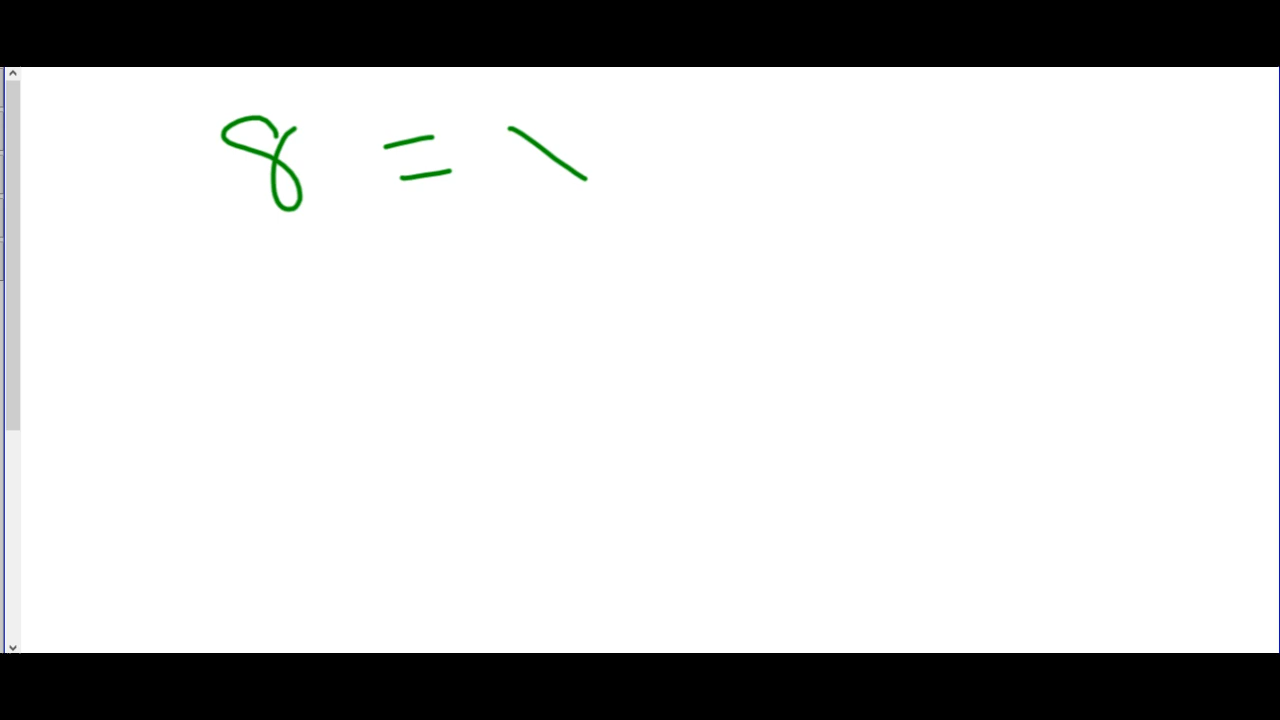 8 = \